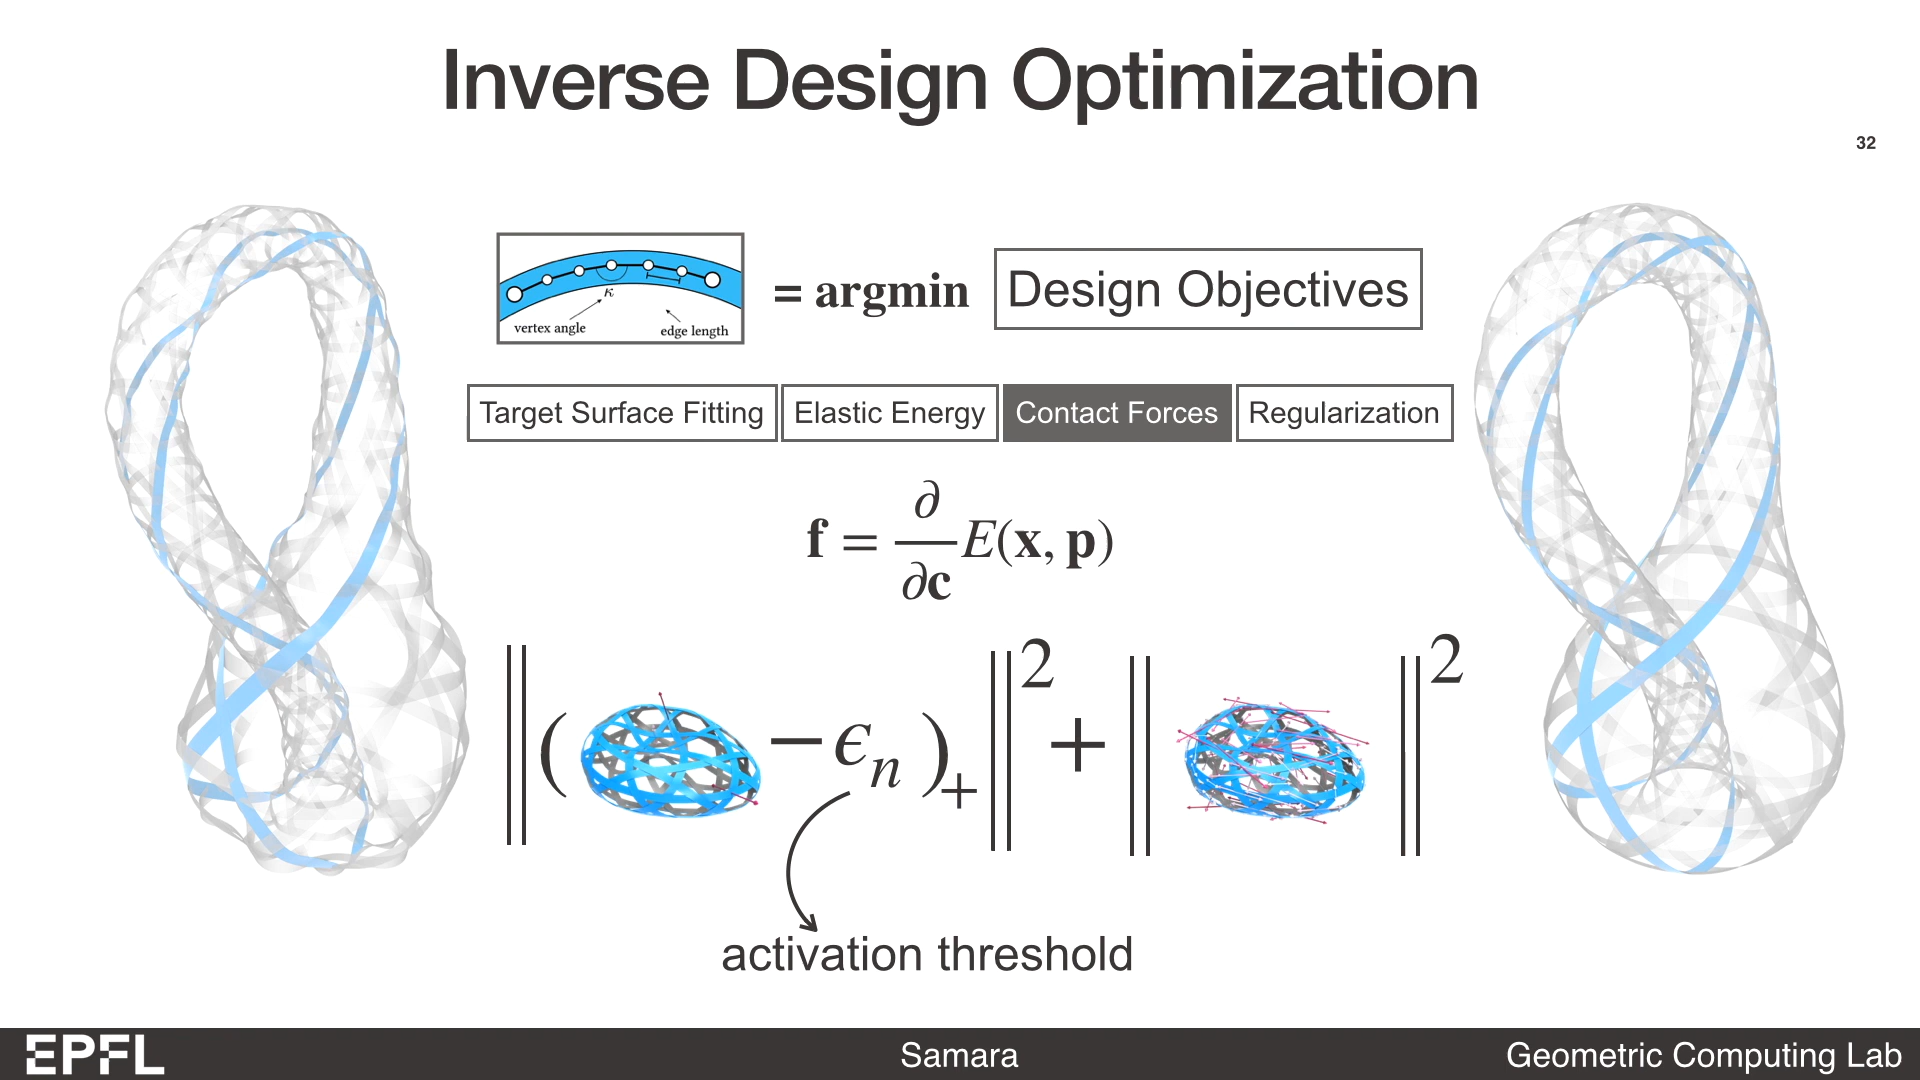 Inverse Design Optimization
32
κ
vertex angle
edge length
= argmin
Design Objectives
Target Surface Fitting
Elastic Energy
Contact Forces
Regularization
f = ∂/∂c E(x, p)
‖( −ϵn )+‖2 + ‖ ‖2
activation threshold
EPFL
Samara
Geometric Computing Lab